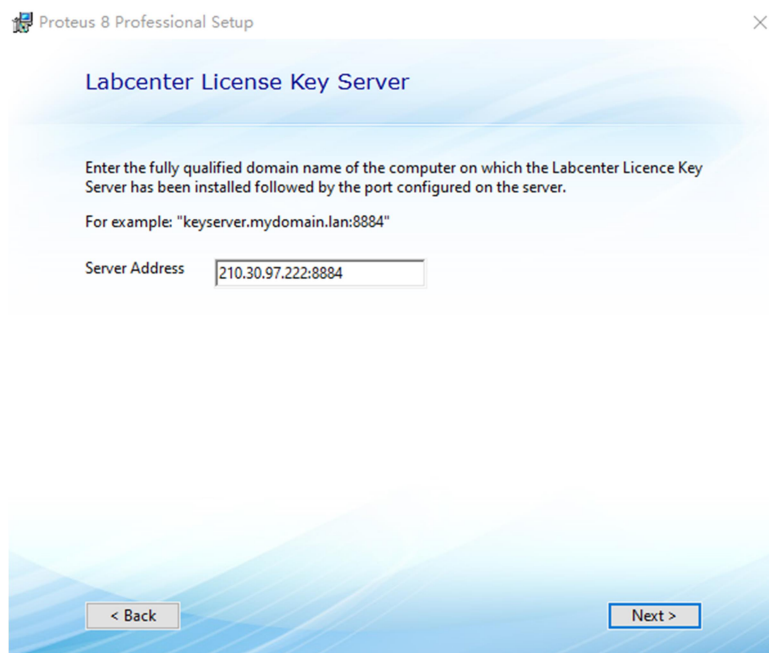 Proteus 8 Professional Setup
Labcenter License Key Server
Enter the fully qualified domain name of the computer on which the Labcenter Licence Key
Server has been installed followed by the port configured on the server.
For example: "keyserver.mydomain.lan:8884"
Server Address 210.30.97.222:8884
< Back Next >